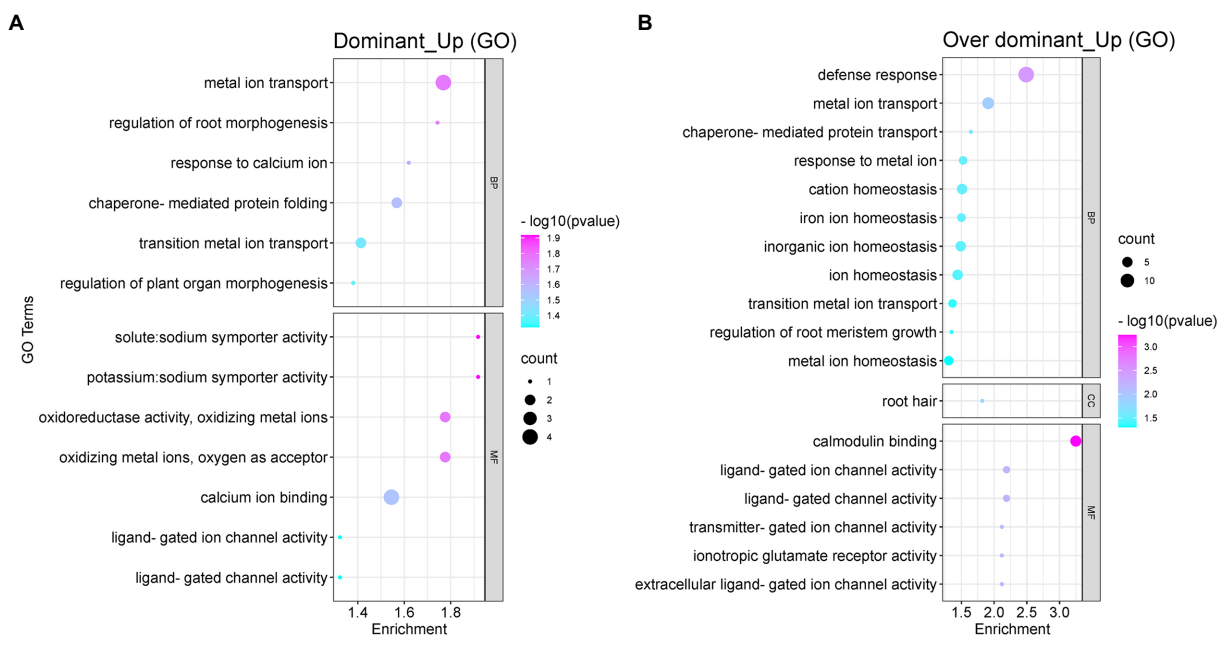 A
Dominant_Up (GO)
GO Terms
metal ion transport
regulation of root morphogenesis
response to calcium ion
chaperone- mediated protein folding
transition metal ion transport
regulation of plant organ morphogenesis
BP
solute:sodium symporter activity
potassium:sodium symporter activity
oxidoreductase activity, oxidizing metal ions
oxidizing metal ions, oxygen as acceptor
calcium ion binding
ligand- gated ion channel activity
ligand- gated channel activity
MF
1.4 1.6 1.8
Enrichment
- log10(pvalue)
1.9
1.8
1.7
1.6
1.5
1.4
count
1
2
3
4
B
Over dominant_Up (GO)
defense response
metal ion transport
chaperone- mediated protein transport
response to metal ion
cation homeostasis
iron ion homeostasis
inorganic ion homeostasis
ion homeostasis
transition metal ion transport
regulation of root meristem growth
metal ion homeostasis
BP
root hair
CC
calmodulin binding
ligand- gated ion channel activity
ligand- gated channel activity
transmitter- gated ion channel activity
ionotropic glutamate receptor activity
extracellular ligand- gated ion channel activity
MF
1.5 2.0 2.5 3.0
Enrichment
count
5
10
- log10(pvalue)
3.0
2.5
2.0
1.5